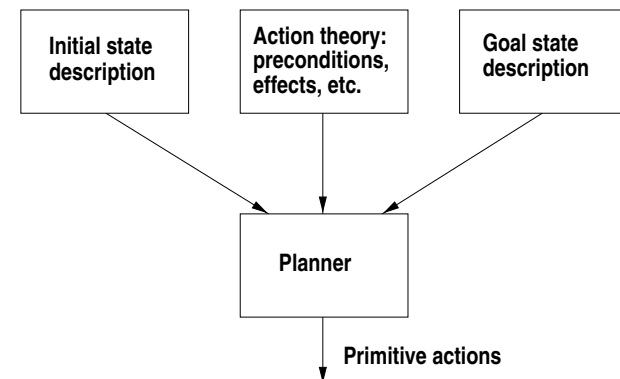 Initial state
description
Action theory:
preconditions,
effects, etc.
Goal state
description
Planner
Primitive actions